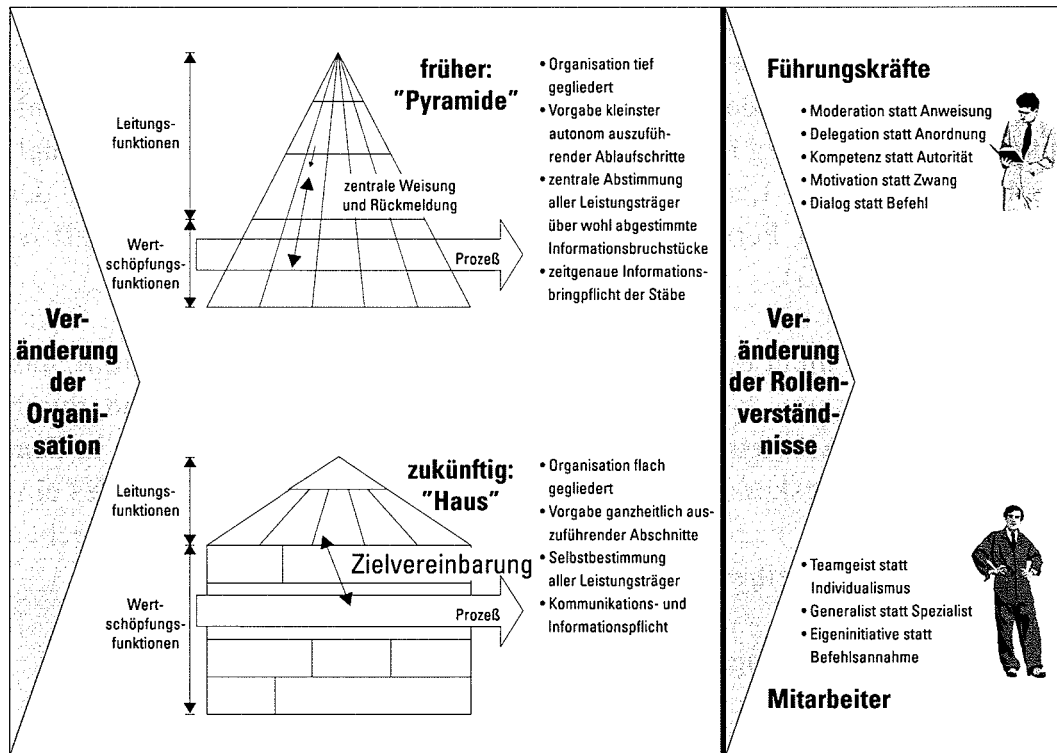 Ver-
änderung
der
Organi-
sation
früher:
"Pyramide"
Leitungs-
funktionen
zentrale Weisung
und Rückmeldung
Wert-
schöpfungs-
funktionen
Prozeß
• Organisation tief
gegliedert
• Vorgabe kleinster
autonom auszufüh-
render Ablaufschritte
• zentrale Abstimmung
aller Leistungsträger
über wohl abgestimmte
Informationsbruchstücke
• zeitgenaue Informations-
bringpflicht der Stäbe
zukünftig:
"Haus"
Leitungs-
funktionen
Zielvereinbarung
Wert-
schöpfungs-
funktionen
Prozeß
• Organisation flach
gegliedert
• Vorgabe ganzheitlich aus-
zuführender Abschnitte
• Selbstbestimmung
aller Leistungsträger
• Kommunikations- und
Informationspflicht
Ver-
änderung
der Rollen-
verständ-
nisse
Führungskräfte
• Moderation statt Anweisung
• Delegation statt Anordnung
• Kompetenz statt Autorität
• Motivation statt Zwang
• Dialog statt Befehl
• Teamgeist statt
Individualismus
• Generalist statt Spezialist
• Eigeninitiative statt
Befehlsannahme
Mitarbeiter